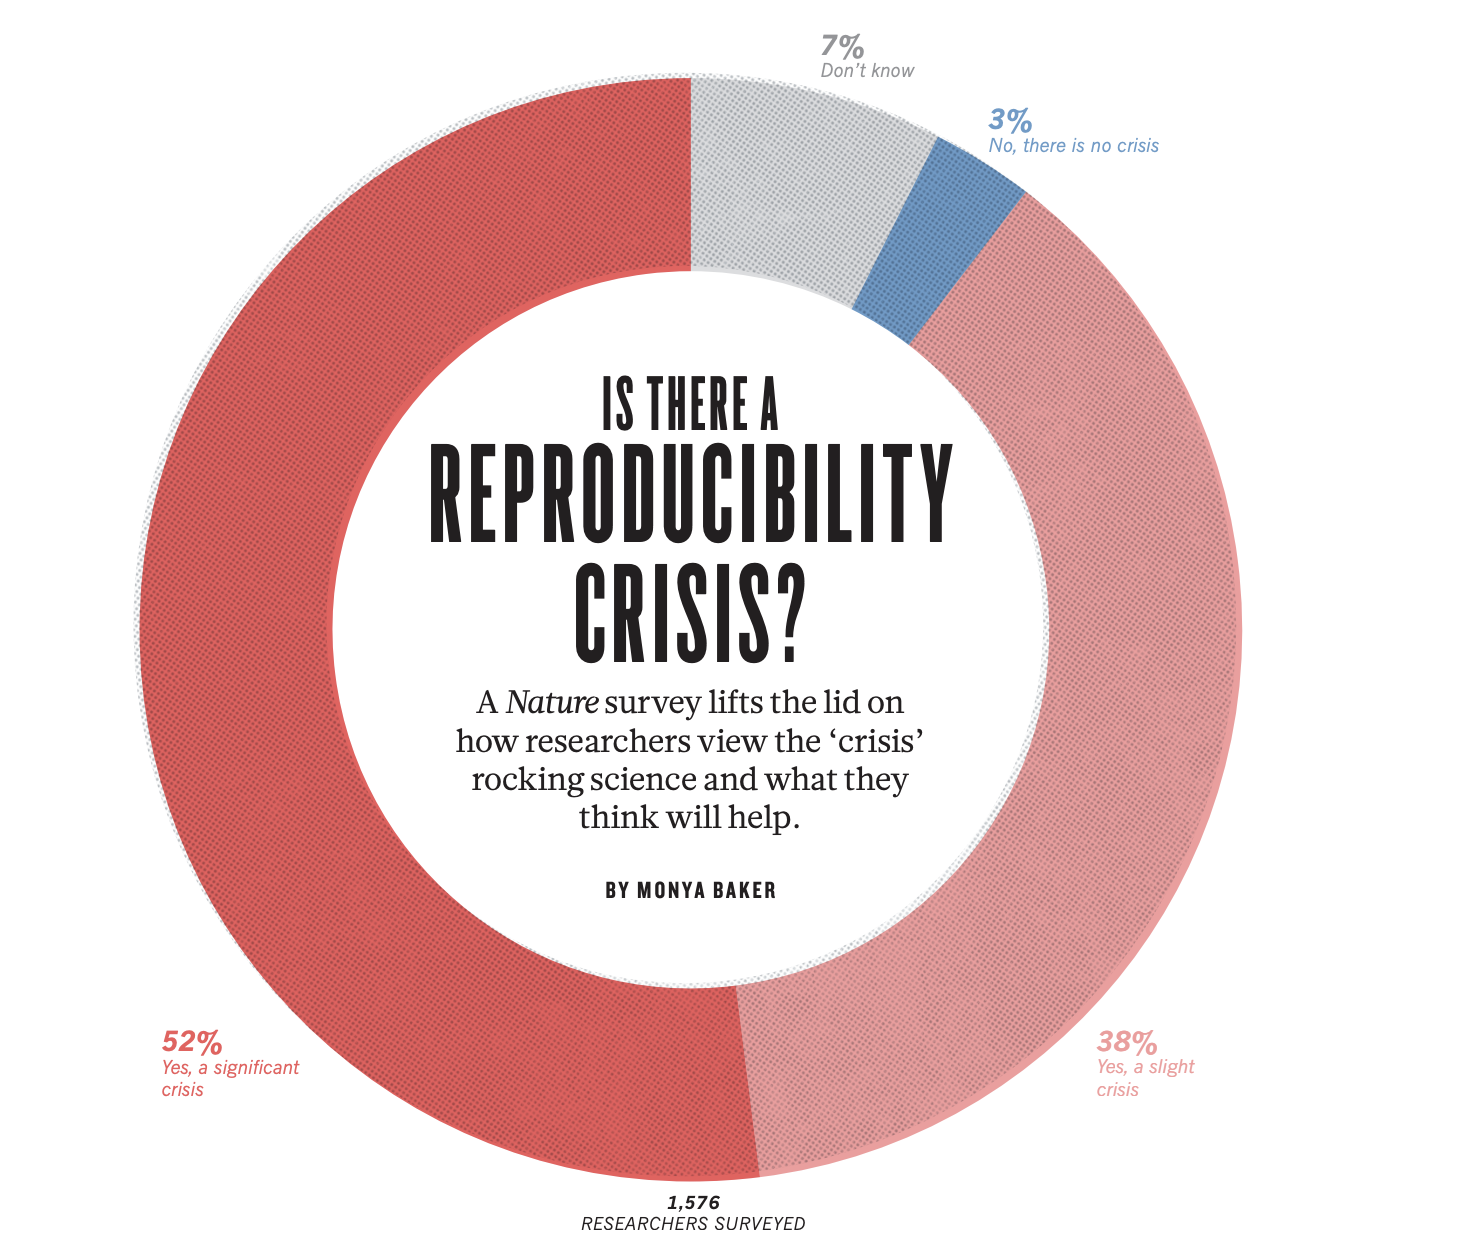 7%
Don’t know
3%
No, there is no crisis
IS THERE A
REPRODUCIBILITY
CRISIS?
A Nature survey lifts the lid on
how researchers view the ‘crisis’
rocking science and what they
think will help.
BY MONYA BAKER
52%
Yes, a significant
crisis
38%
Yes, a slight
crisis
1,576
RESEARCHERS SURVEYED